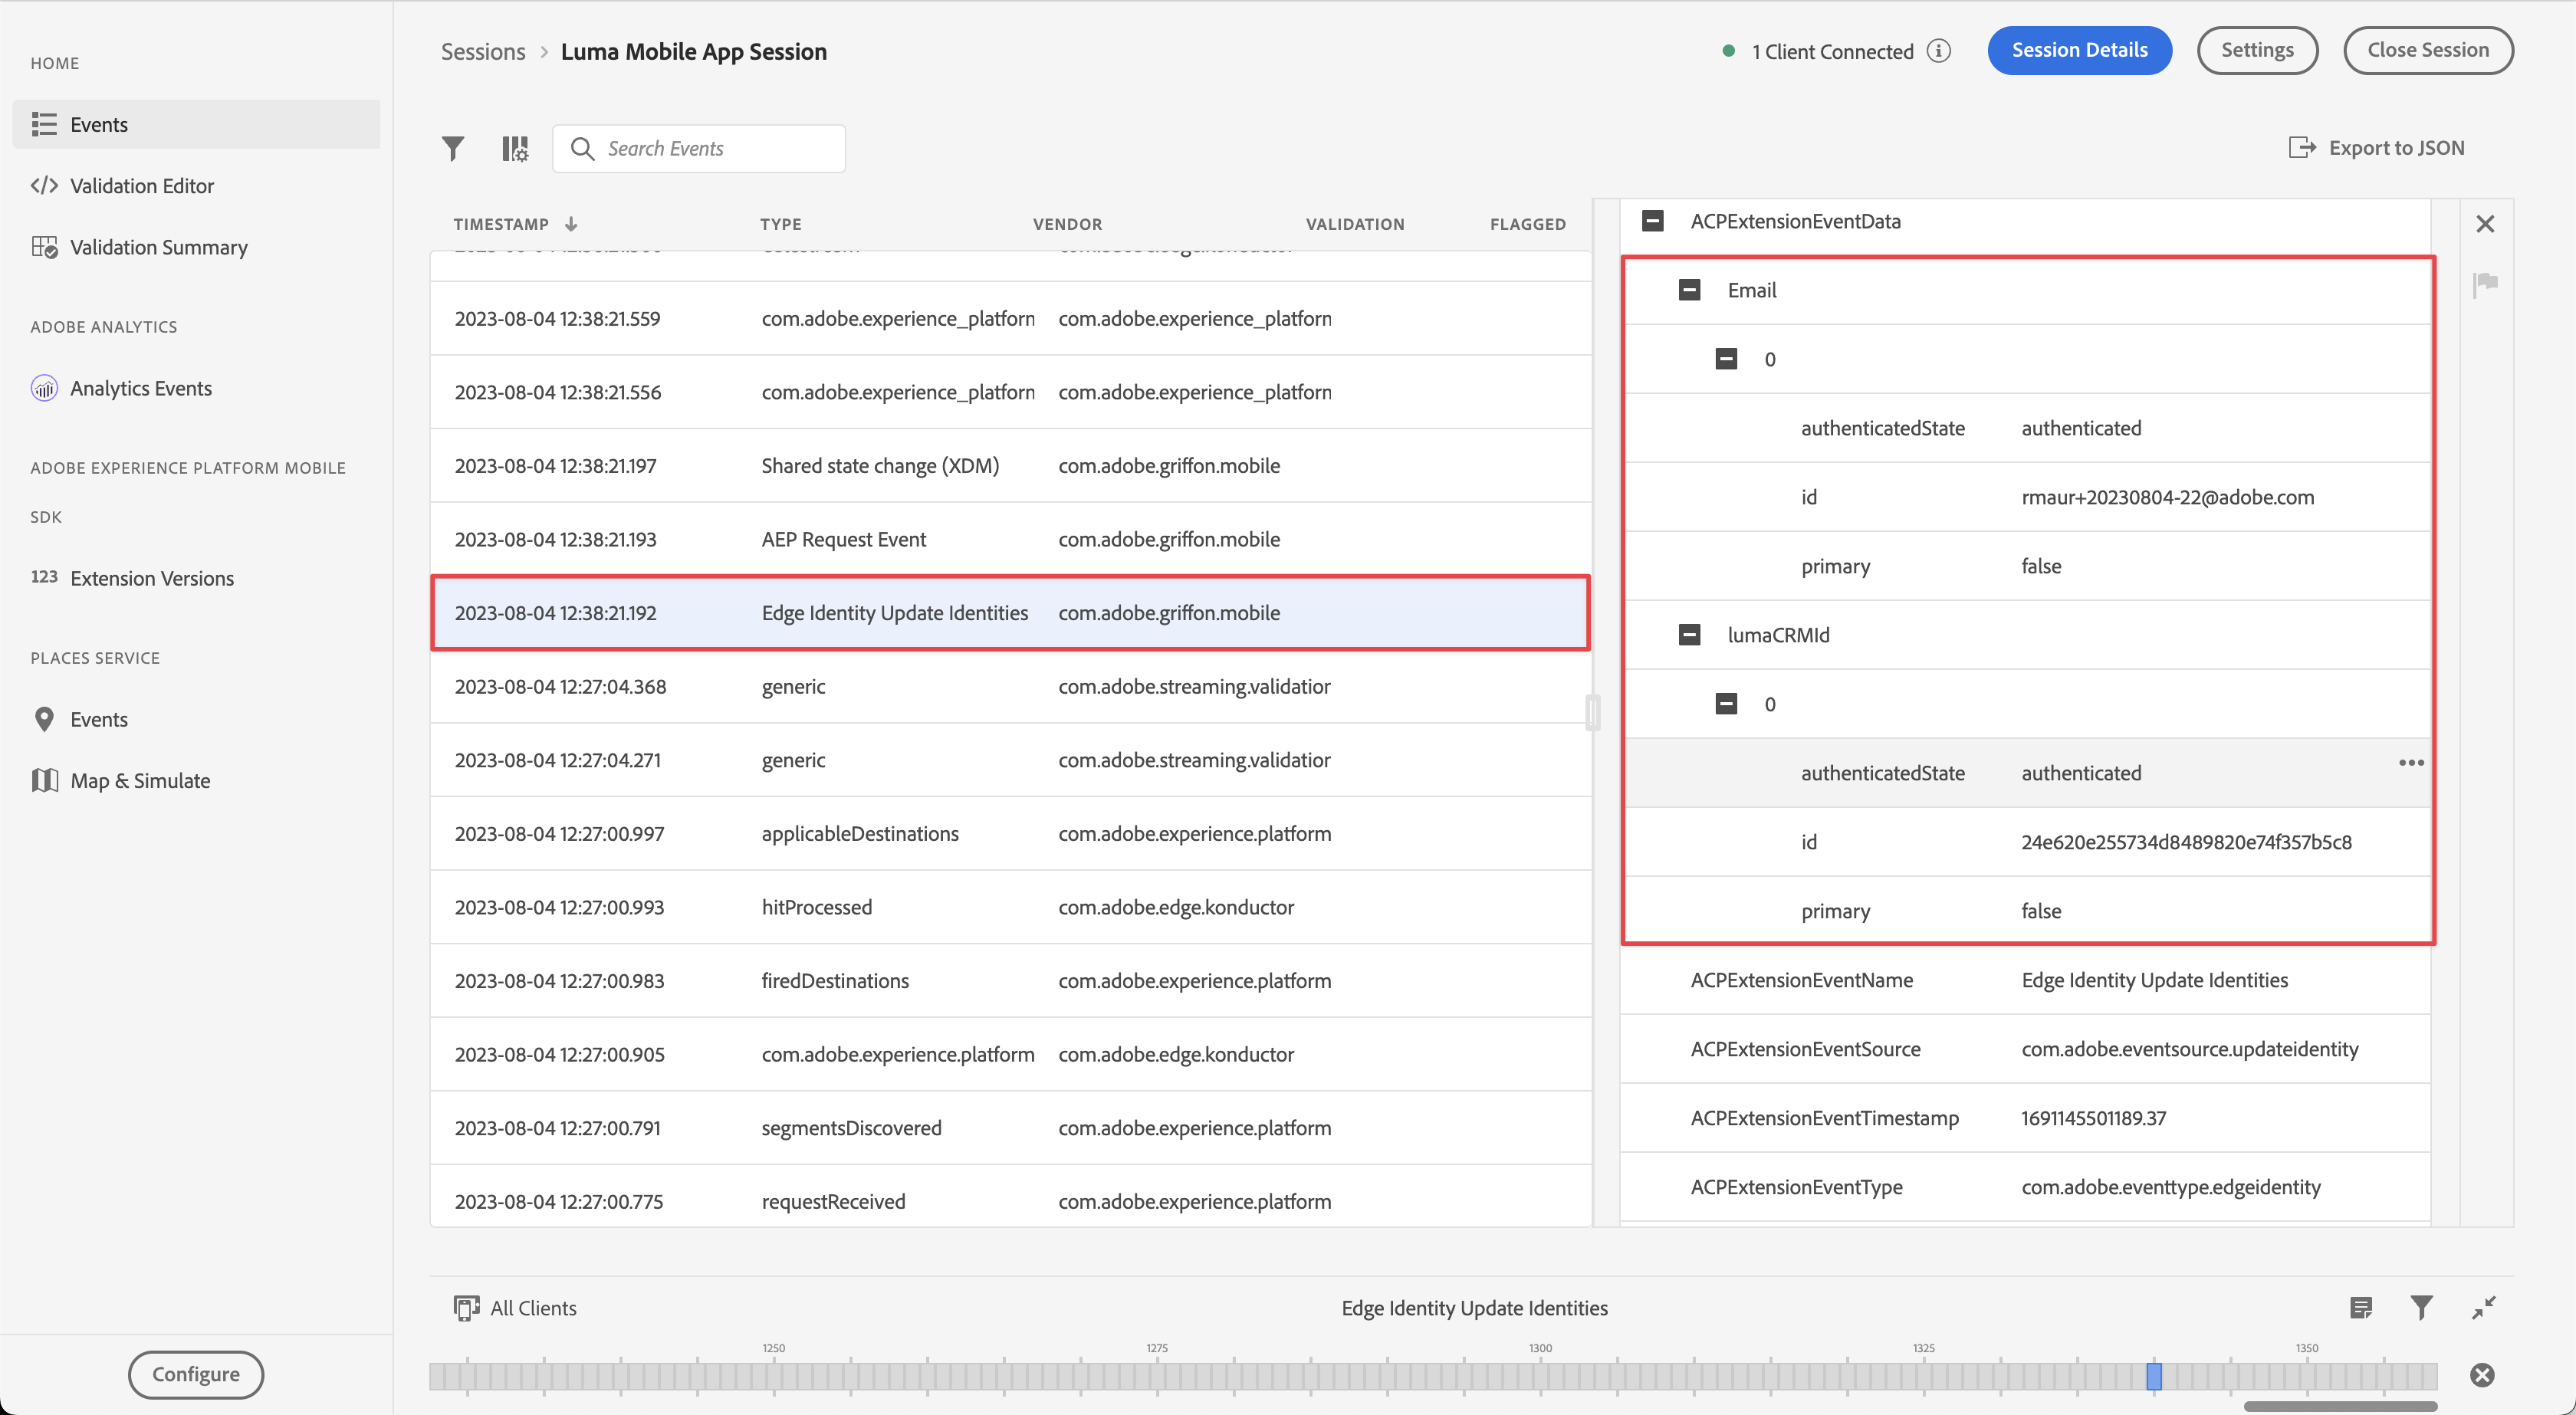 HOME
Events
Validation Editor
Validation Summary
ADOBE ANALYTICS
Analytics Events
ADOBE EXPERIENCE PLATFORM MOBILE
SDK
123 Extension Versions
PLACES SERVICE
Events
Map & Simulate
Configure
Sessions > Luma Mobile App Session
1 Client Connected
Session Details
Settings
Close Session
Search Events
Export to JSON
TIMESTAMP TYPE VENDOR VALIDATION FLAGGED
2023-08-04 12:38:21.559 com.adobe.experience_platforn com.adobe.experience_platforn
2023-08-04 12:38:21.556 com.adobe.experience_platforn com.adobe.experience_platforn
2023-08-04 12:38:21.197 Shared state change (XDM) com.adobe.griffon.mobile
2023-08-04 12:38:21.193 AEP Request Event com.adobe.griffon.mobile
2023-08-04 12:38:21.192 Edge Identity Update Identities com.adobe.griffon.mobile
2023-08-04 12:27:04.368 generic com.adobe.streaming.validatior
2023-08-04 12:27:04.271 generic com.adobe.streaming.validatior
2023-08-04 12:27:00.997 applicableDestinations com.adobe.experience.platform
2023-08-04 12:27:00.993 hitProcessed com.adobe.edge.konductor
2023-08-04 12:27:00.983 firedDestinations com.adobe.experience.platform
2023-08-04 12:27:00.905 com.adobe.experience.platform com.adobe.edge.konductor
2023-08-04 12:27:00.791 segmentsDiscovered com.adobe.experience.platform
2023-08-04 12:27:00.775 requestReceived com.adobe.experience.platform
ACPExtensionEventData
Email
0
authenticatedState authenticated
id rmaur+20230804-22@adobe.com
primary false
lumaCRMId
0
authenticatedState authenticated
id 24e620e255734d8489820e74f357b5c8
primary false
ACPExtensionEventName Edge Identity Update Identities
ACPExtensionEventSource com.adobe.eventsource.updateidentity
ACPExtensionEventTimestamp 1691145501189.37
ACPExtensionEventType com.adobe.eventtype.edgeidentity
All Clients
Edge Identity Update Identities
1250 1275 1300 1325 1350